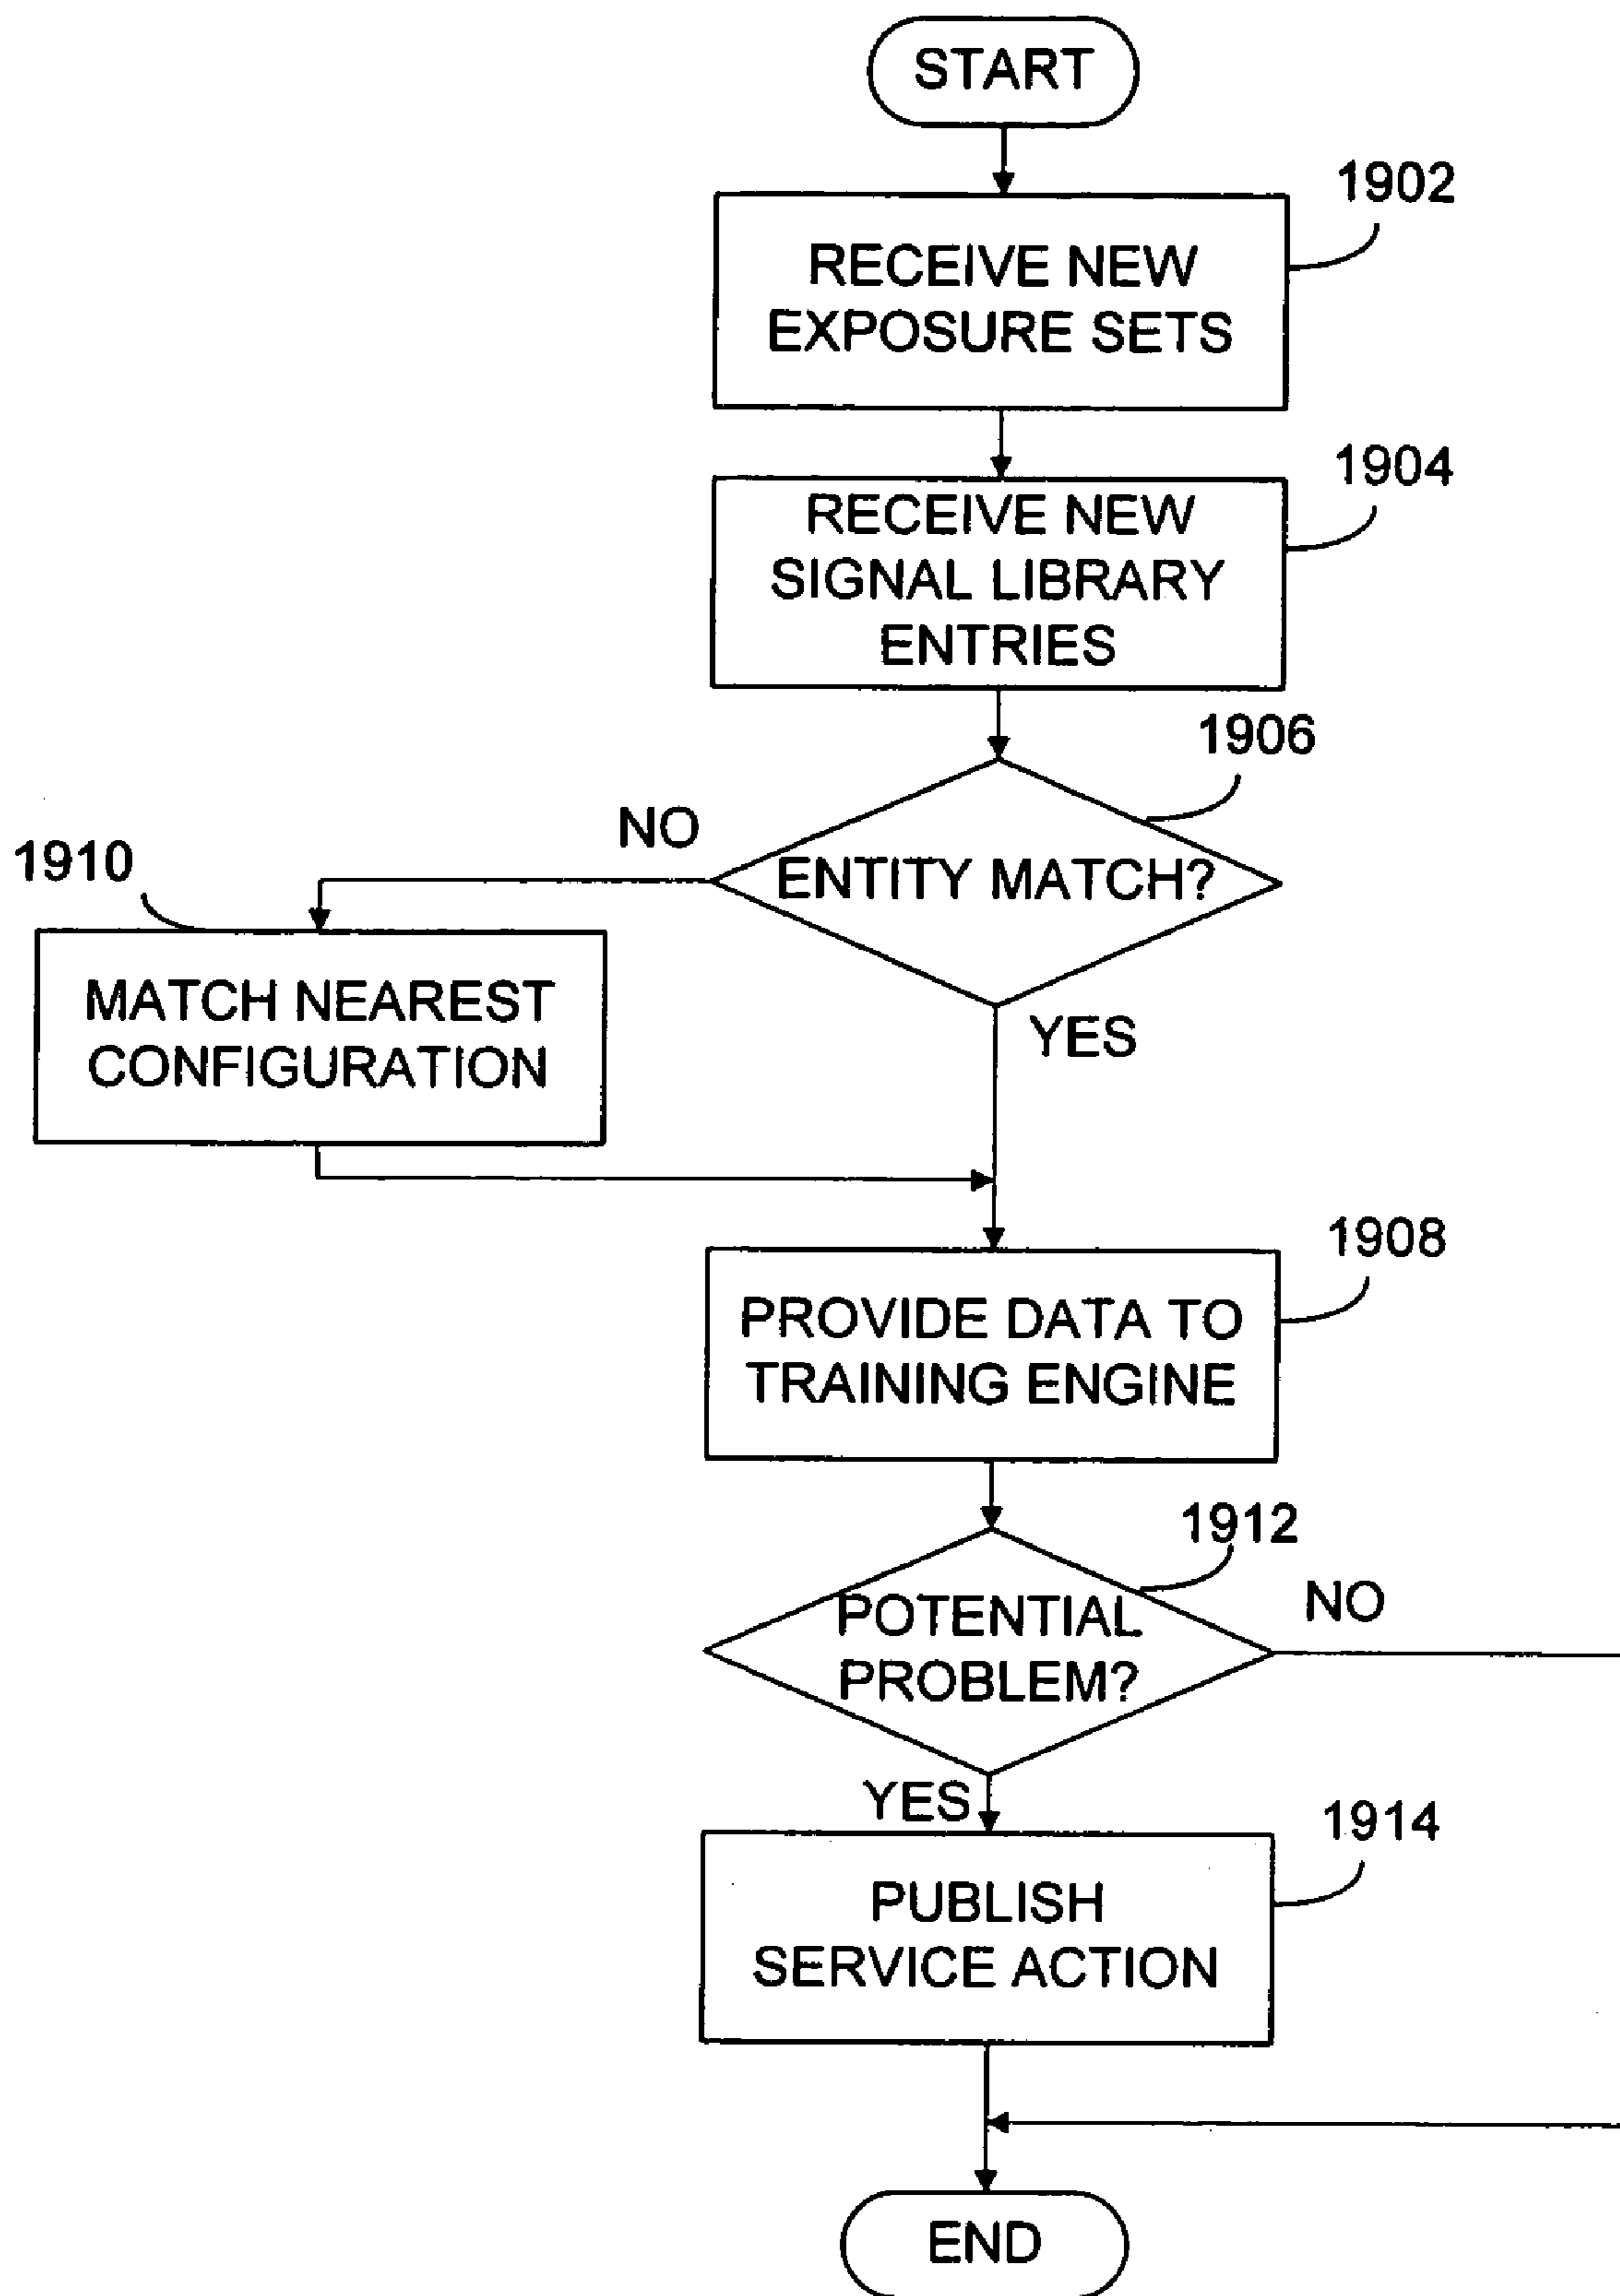 START
1902
RECEIVE NEW
EXPOSURE SETS
1904
RECEIVE NEW
SIGNAL LIBRARY
ENTRIES
1906
NO
ENTITY MATCH?
1910
MATCH NEAREST
CONFIGURATION
YES
1908
PROVIDE DATA TO
TRAINING ENGINE
1912
POTENTIAL
PROBLEM?
NO
YES
1914
PUBLISH
SERVICE ACTION
END